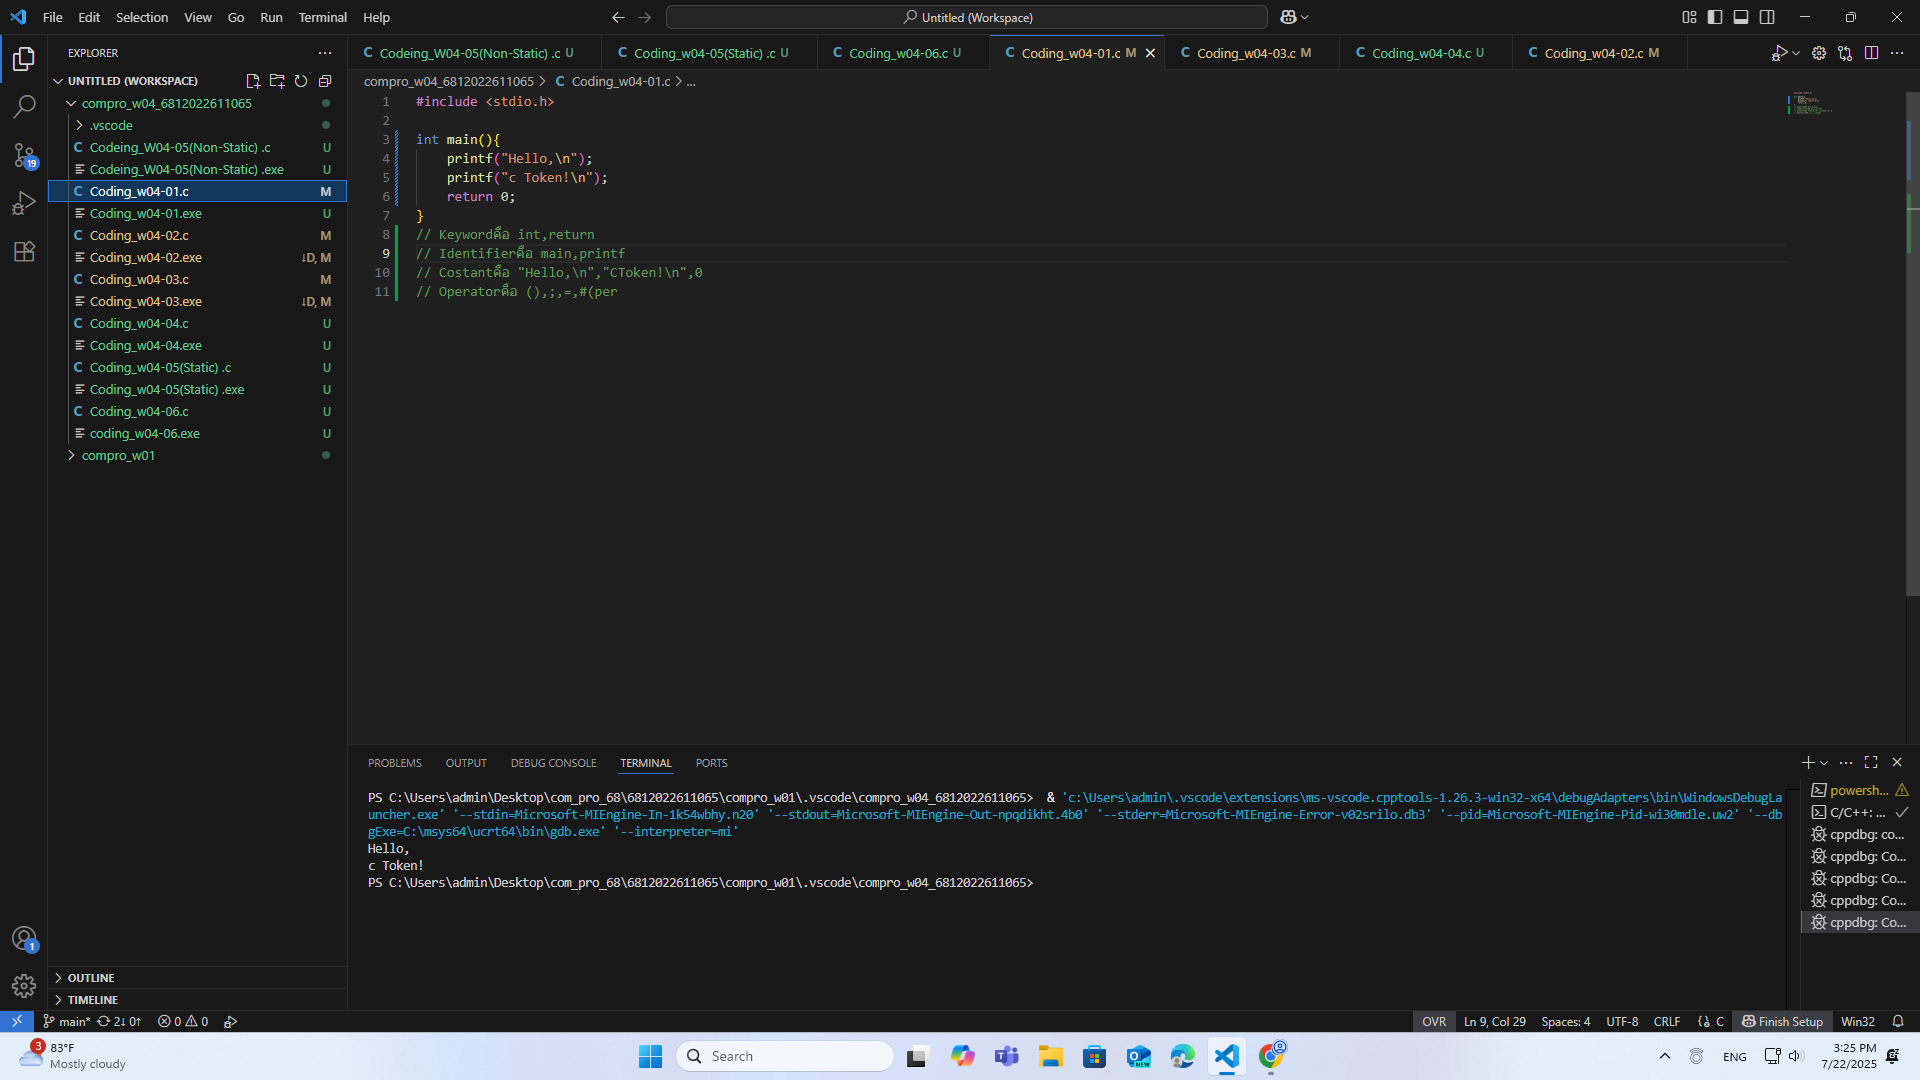 File Edit Selection View Go Run Terminal Help
Untitled (Workspace)
EXPLORER
UNTITLED (WORKSPACE)
compro_w04_6812022611065
.vscode
Codeing_W04-05(Non-Static) .c U
Codeing_W04-05(Non-Static) .exe U
Coding_w04-01.c M
Coding_w04-01.exe U
Coding_w04-02.c M
Coding_w04-02.exe ↓D, M
Coding_w04-03.c M
Coding_w04-03.exe ↓D, M
Coding_w04-04.c U
Coding_w04-04.exe U
Coding_w04-05(Static) .c U
Coding_w04-05(Static) .exe U
Coding_w04-06.c U
coding_w04-06.exe U
compro_w01
OUTLINE
TIMELINE
19
1
C Codeing_W04-05(Non-Static) .c U
C Coding_w04-05(Static) .c U
C Coding_w04-06.c U
C Coding_w04-01.c M
C Coding_w04-03.c M
C Coding_w04-04.c U
C Coding_w04-02.c M
compro_w04_6812022611065 > C Coding_w04-01.c > ...
1 #include <stdio.h>
2
3 int main(){
4 printf("Hello,\n");
5 printf("c Token!\n");
6 return 0;
7 }
8 // Keywordคือ int,return
9 // Identifierคือ main,printf
10 // Costantคือ "Hello,\n","CToken!\n",0
11 // Operatorคือ (),;,=,#(per
PROBLEMS OUTPUT DEBUG CONSOLE TERMINAL PORTS
PS C:\Users\admin\Desktop\com_pro_68\6812022611065\compro_w01\.vscode\compro_w04_6812022611065> & 'c:\Users\admin\.vscode\extensions\ms-vscode.cpptools-1.26.3-win32-x64\debugAdapters\bin\WindowsDebugLa
uncher.exe' '--stdin=Microsoft-MIEngine-In-1k54wbhy.n20' '--stdout=Microsoft-MIEngine-Out-npqdikht.4b0' '--stderr=Microsoft-MIEngine-Error-v02srilo.db3' '--pid=Microsoft-MIEngine-Pid-wi30mdle.uw2' '--db
gExe=C:\msys64\ucrt64\bin\gdb.exe' '--interpreter=mi'
Hello,
c Token!
PS C:\Users\admin\Desktop\com_pro_68\6812022611065\compro_w01\.vscode\compro_w04_6812022611065>
powersh...
C/C++: ...
cppdbg: co...
cppdbg: Co...
cppdbg: Co...
cppdbg: Co...
cppdbg: Co...
main* 2↓ 0↑ 0 0
OVR Ln 9, Col 29 Spaces: 4 UTF-8 CRLF {} C Finish Setup Win32
3
83°F
Mostly cloudy
Search
NEW
ENG
3:25 PM
7/22/2025